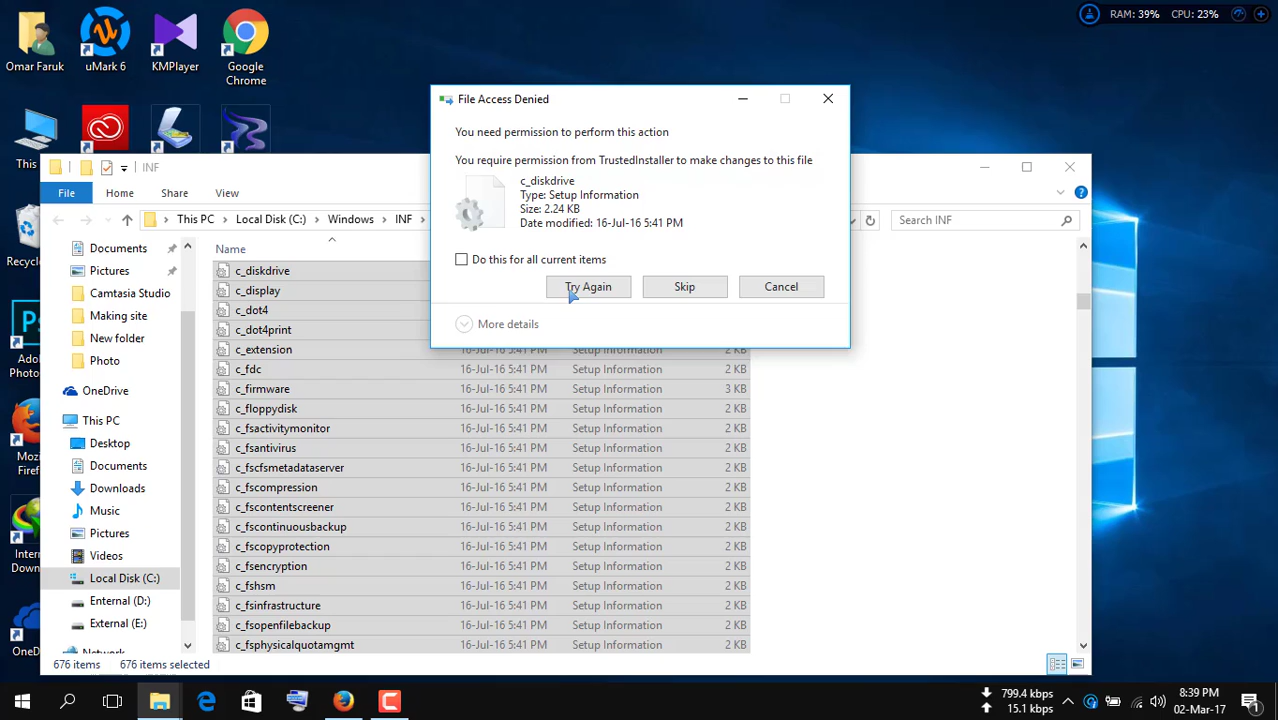 RAM: 39% CPU: 23%
Omar Faruk
uMark 6
KMPlayer
Google
Chrome
This
Recycl
Adob
Photo
Mozi
Firef
Intern
Down
OneD
INF
File Home Share View
This PC Local Disk (C:) Windows INF
Search INF
Documents
Pictures
Camtasia Studio
Making site
New folder
Photo
OneDrive
This PC
Desktop
Documents
Downloads
Music
Pictures
Videos
Local Disk (C:)
Enternal (D:)
External (E:)
Network
Name
c_diskdrive
c_display
c_dot4
c_dot4print
c_extension 16-Jul-16 5:41 PM Setup Information 2 KB
c_fdc 16-Jul-16 5:41 PM Setup Information 2 KB
c_firmware 16-Jul-16 5:41 PM Setup Information 3 KB
c_floppydisk 16-Jul-16 5:41 PM Setup Information 2 KB
c_fsactivitymonitor 16-Jul-16 5:41 PM Setup Information 2 KB
c_fsantivirus 16-Jul-16 5:41 PM Setup Information 2 KB
c_fscfsmetadataserver 16-Jul-16 5:41 PM Setup Information 2 KB
c_fscompression 16-Jul-16 5:41 PM Setup Information 2 KB
c_fscontentscreener 16-Jul-16 5:41 PM Setup Information 2 KB
c_fscontinuousbackup 16-Jul-16 5:41 PM Setup Information 2 KB
c_fscopyprotection 16-Jul-16 5:41 PM Setup Information 2 KB
c_fsencryption 16-Jul-16 5:41 PM Setup Information 2 KB
c_fshsm 16-Jul-16 5:41 PM Setup Information 2 KB
c_fsinfrastructure 16-Jul-16 5:41 PM Setup Information 2 KB
c_fsopenfilebackup 16-Jul-16 5:41 PM Setup Information 2 KB
c_fsphysicalquotamgmt 16-Jul-16 5:41 PM Setup Information 2 KB
676 items 676 items selected
File Access Denied
You need permission to perform this action
You require permission from TrustedInstaller to make changes to this file
c_diskdrive
Type: Setup Information
Size: 2.24 KB
Date modified: 16-Jul-16 5:41 PM
Do this for all current items
Try Again Skip Cancel
More details
799.4 kbps
15.1 kbps
8:39 PM
02-Mar-17
1